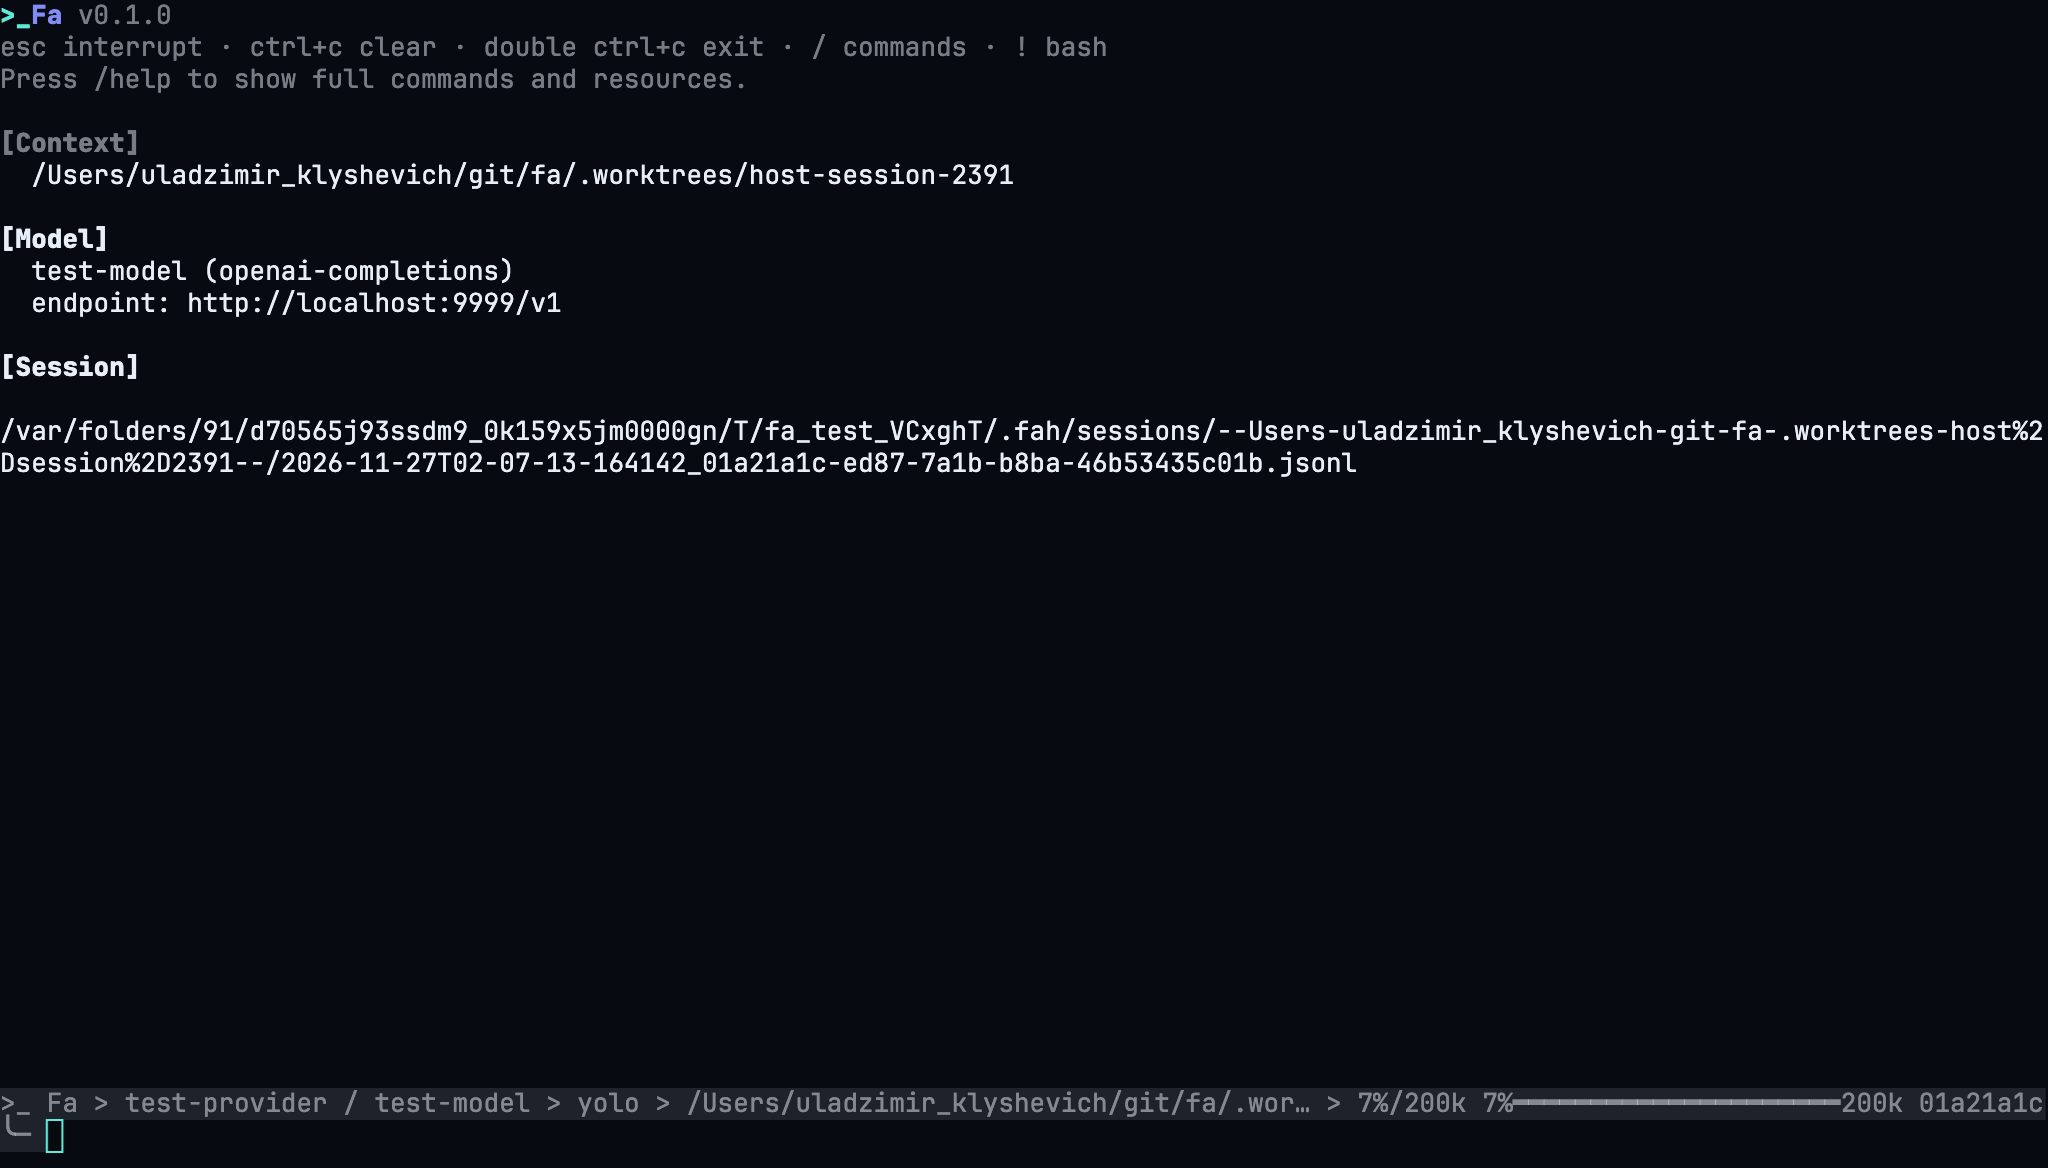 >_Fa v0.1.0
esc interrupt · ctrl+c clear · double ctrl+c exit · / commands · ! bash
Press /help to show full commands and resources.
[Context]
/Users/uladzimir_klyshevich/git/fa/.worktrees/host-session-2391
[Model]
test-model (openai-completions)
endpoint: http://localhost:9999/v1
[Session]
/var/folders/91/d70565j93ssdm9_0k159x5jm0000gn/T/fa_test_VCxghT/.fah/sessions/--Users-uladzimir_klyshevich-git-fa-.worktrees-host%2
Dsession%2D2391--/2026-11-27T02-07-13-164142_01a21a1c-ed87-7a1b-b8ba-46b53435c01b.jsonl
>_ Fa > test-provider / test-model > yolo > /Users/uladzimir_klyshevich/git/fa/.wor… > 7%/200k 7%━━━━━━━━━━━━━━━━━━━━━200k 01a21a1c